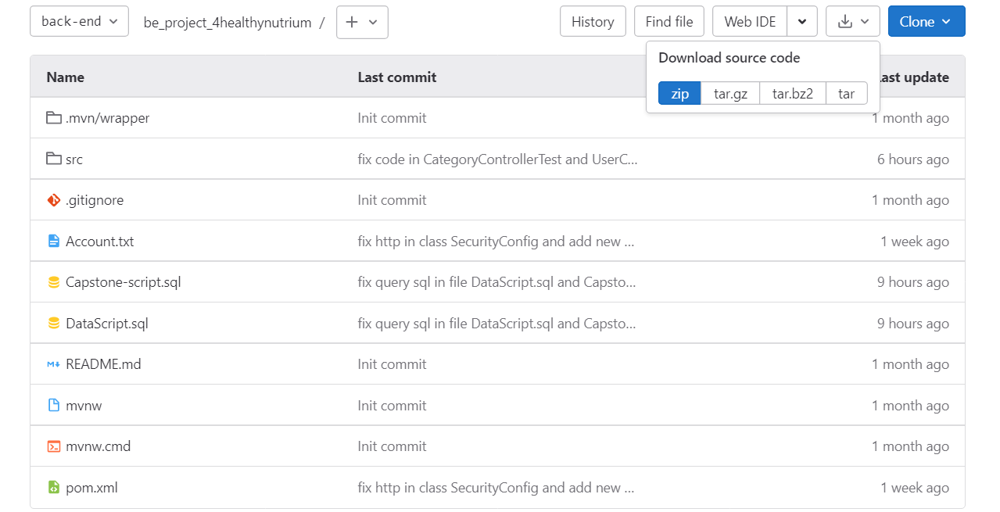 back-end be_project_4healthynutrium / + History Find file Web IDE Clone
Download source code
Name Last commit Last update
zip tar.gz tar.bz2 tar
.mvn/wrapper Init commit 1 month ago
src fix code in CategoryControllerTest and UserC... 6 hours ago
.gitignore Init commit 1 month ago
Account.txt fix http in class SecurityConfig and add new ... 1 week ago
Capstone-script.sql fix query sql in file DataScript.sql and Capsto... 9 hours ago
DataScript.sql fix query sql in file DataScript.sql and Capsto... 9 hours ago
README.md Init commit 1 month ago
mvnw Init commit 1 month ago
mvnw.cmd Init commit 1 month ago
pom.xml fix http in class SecurityConfig and add new ... 1 week ago